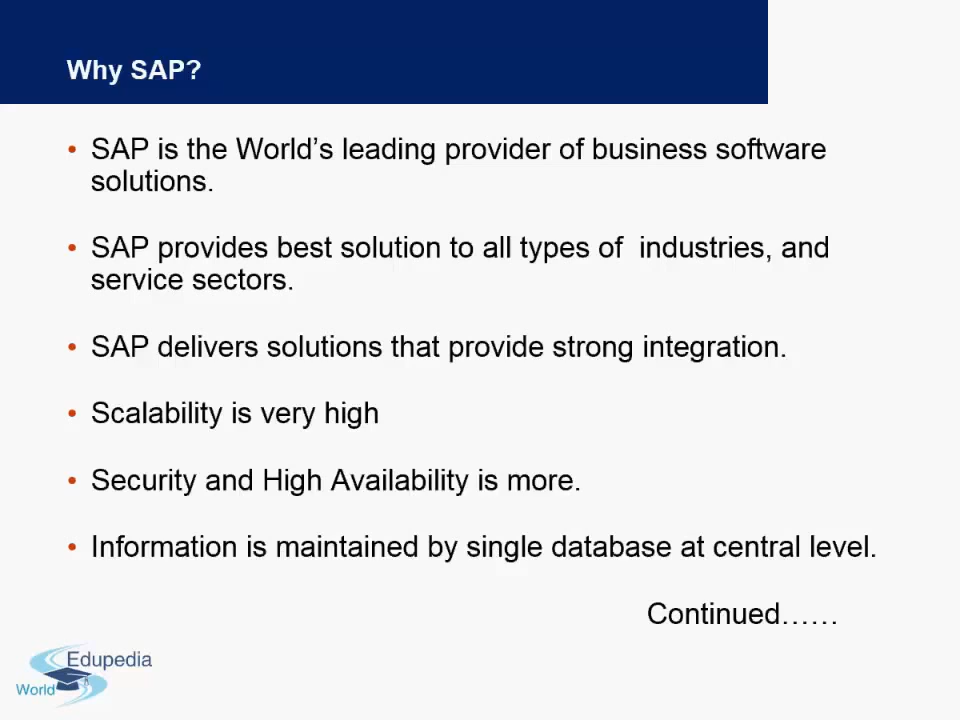 Why SAP?
• SAP is the World’s leading provider of business software
solutions.
• SAP provides best solution to all types of  industries, and
service sectors.
• SAP delivers solutions that provide strong integration.
• Scalability is very high
• Security and High Availability is more.
• Information is maintained by single database at central level.
Continued……
Edupedia
World